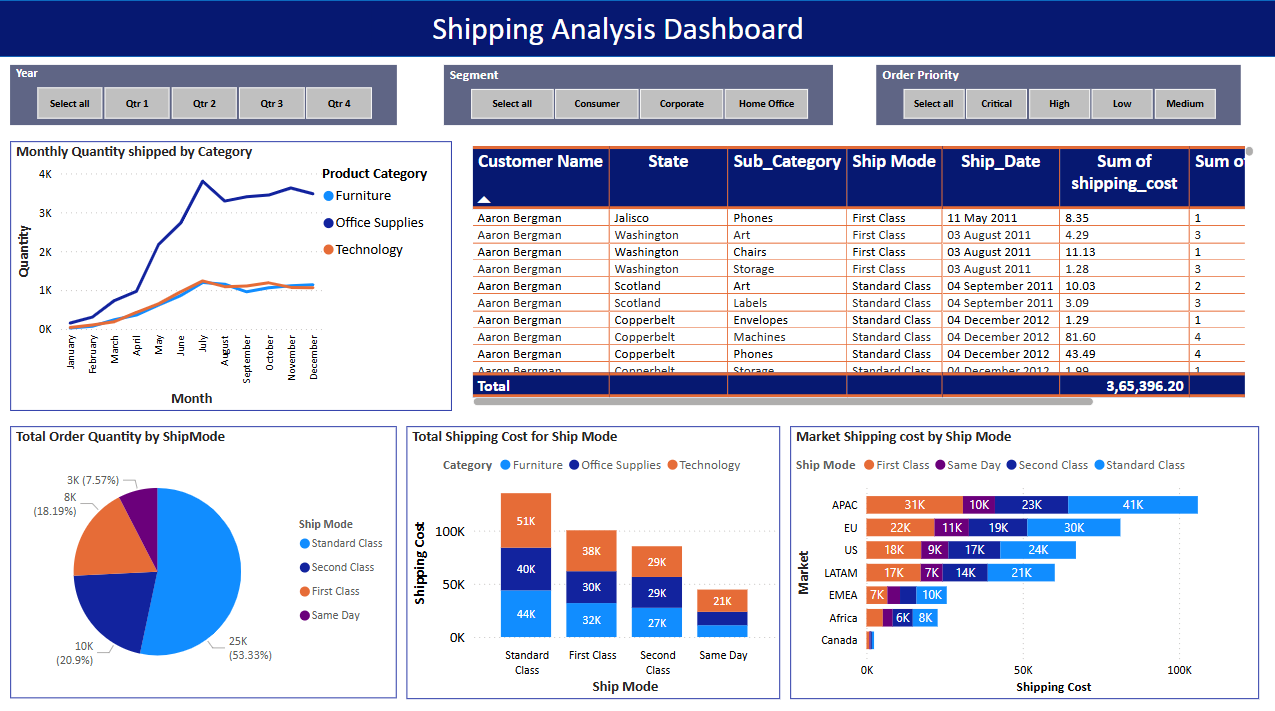 Shipping Analysis Dashboard
Year
Select all Qtr 1 Qtr 2 Qtr 3 Qtr 4
Segment
Select all Consumer Corporate Home Office
Order Priority
Select all Critical High Low Medium
Monthly Quantity shipped by Category
4K
3K
2K
1K
0K
Quantity
January February March April May June July August September October November December
Month
Product Category
Furniture
Office Supplies
Technology
Customer Name State Sub_Category Ship Mode Ship_Date Sum of shipping_cost Sum of
Aaron Bergman Jalisco Phones First Class 11 May 2011 8.35 1
Aaron Bergman Washington Art First Class 03 August 2011 4.29 3
Aaron Bergman Washington Chairs First Class 03 August 2011 11.13 1
Aaron Bergman Washington Storage First Class 03 August 2011 1.28 3
Aaron Bergman Scotland Art Standard Class 04 September 2011 10.03 2
Aaron Bergman Scotland Labels Standard Class 04 September 2011 3.09 3
Aaron Bergman Copperbelt Envelopes Standard Class 04 December 2012 1.29 1
Aaron Bergman Copperbelt Machines Standard Class 04 December 2012 81.60 4
Aaron Bergman Copperbelt Phones Standard Class 04 December 2012 43.49 4
Aaron Bergman Copperbelt Storage Standard Class 04 December 2012 1.99 1
Total 3,65,396.20
Total Order Quantity by ShipMode
3K (7.57%)
8K
(18.19%)
10K
(20.9%)
25K
(53.33%)
Ship Mode
Standard Class
Second Class
First Class
Same Day
Total Shipping Cost for Ship Mode
Category Furniture Office Supplies Technology
Shipping Cost
100K
50K
0K
51K 40K 44K
38K 30K 32K
29K 29K 27K
21K
Standard Class First Class Second Class Same Day
Ship Mode
Market Shipping cost by Ship Mode
Ship Mode First Class Same Day Second Class Standard Class
Market
APAC 31K 10K 23K 41K
EU 22K 11K 19K 30K
US 18K 9K 17K 24K
LATAM 17K 7K 14K 21K
EMEA 7K 10K
Africa 6K 8K
Canada
0K 50K 100K
Shipping Cost